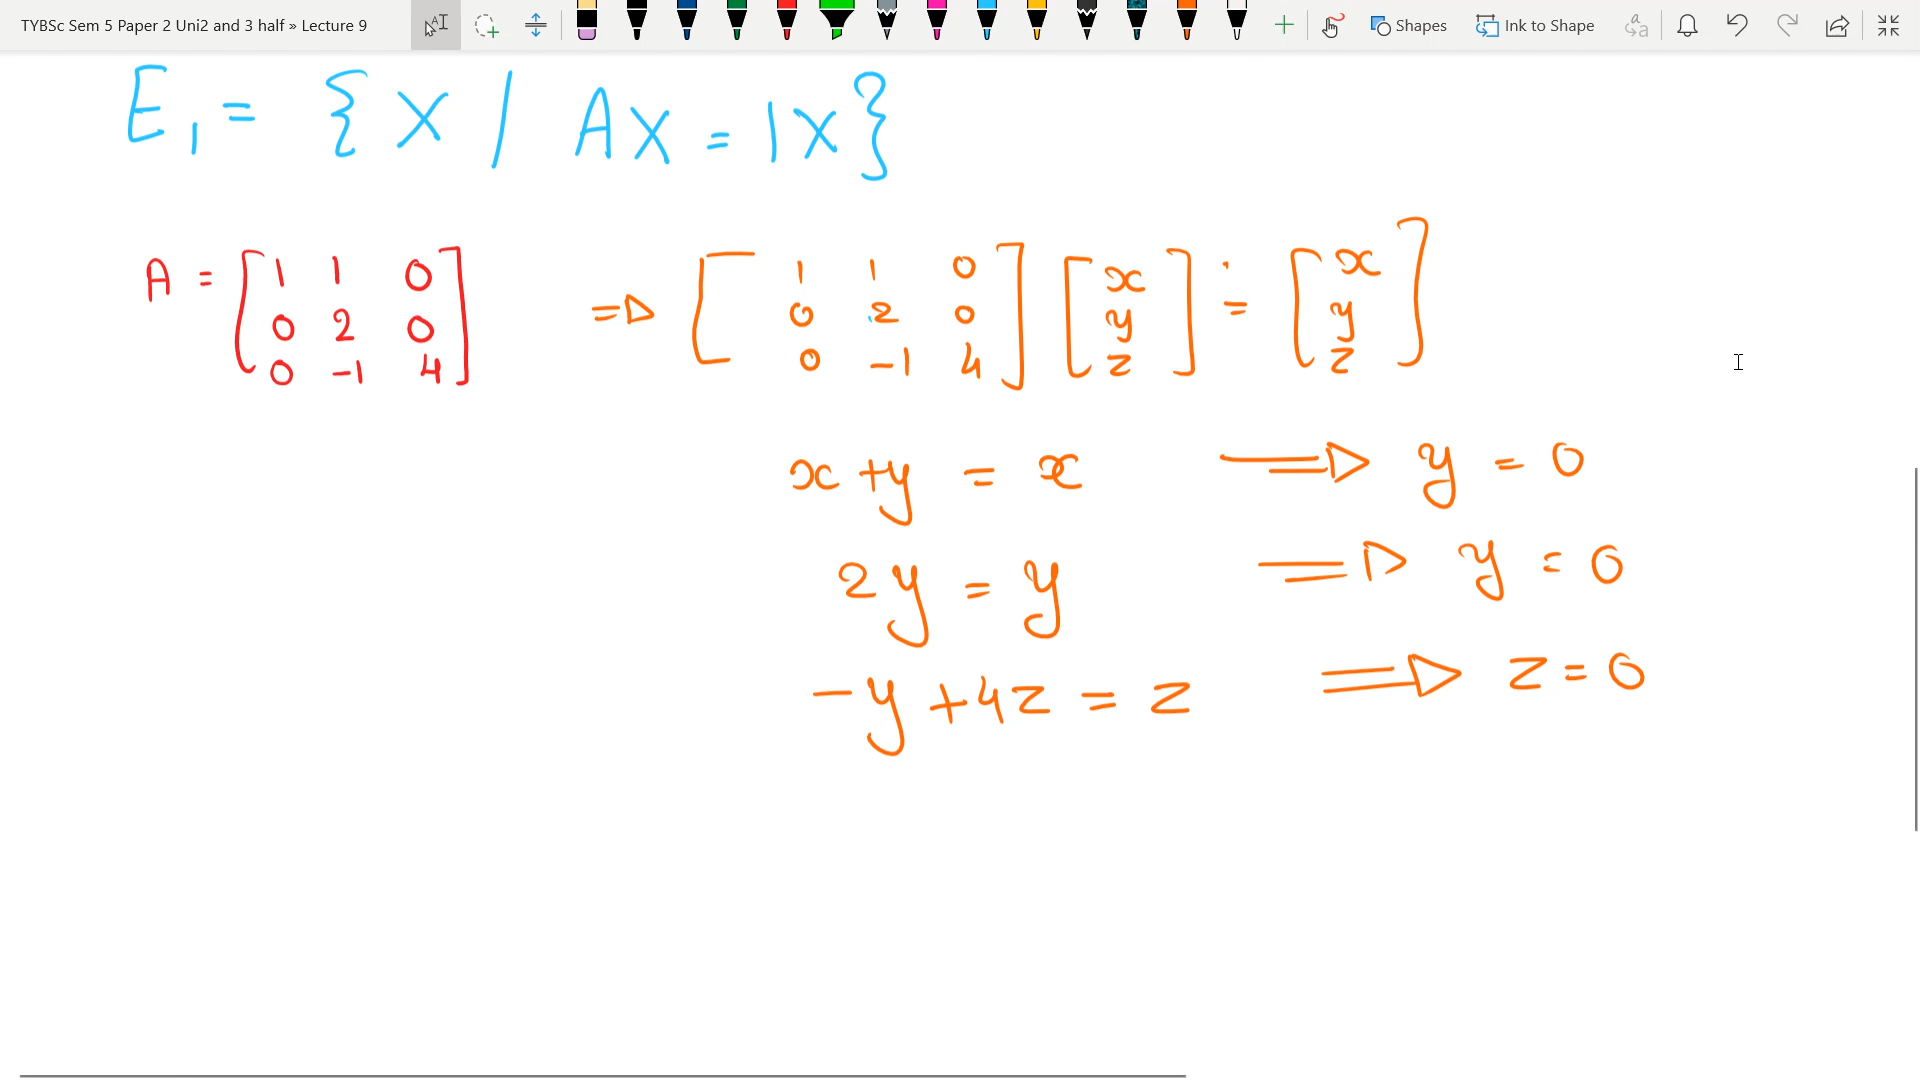 TYBSc Sem 5 Paper 2 Uni2 and 3 half » Lecture 9 Shapes Ink to Shape
E₁ = { X / AX = 1X }
A = [ 1 1 0 => [ 1 1 0 ] [ x ] = [ x ]
0 2 0 0 2 0 y y
0 -1 4 ] 0 -1 4 z z
x + y = x => y = 0
2y = y => y = 0
-y + 4z = z => z = 0